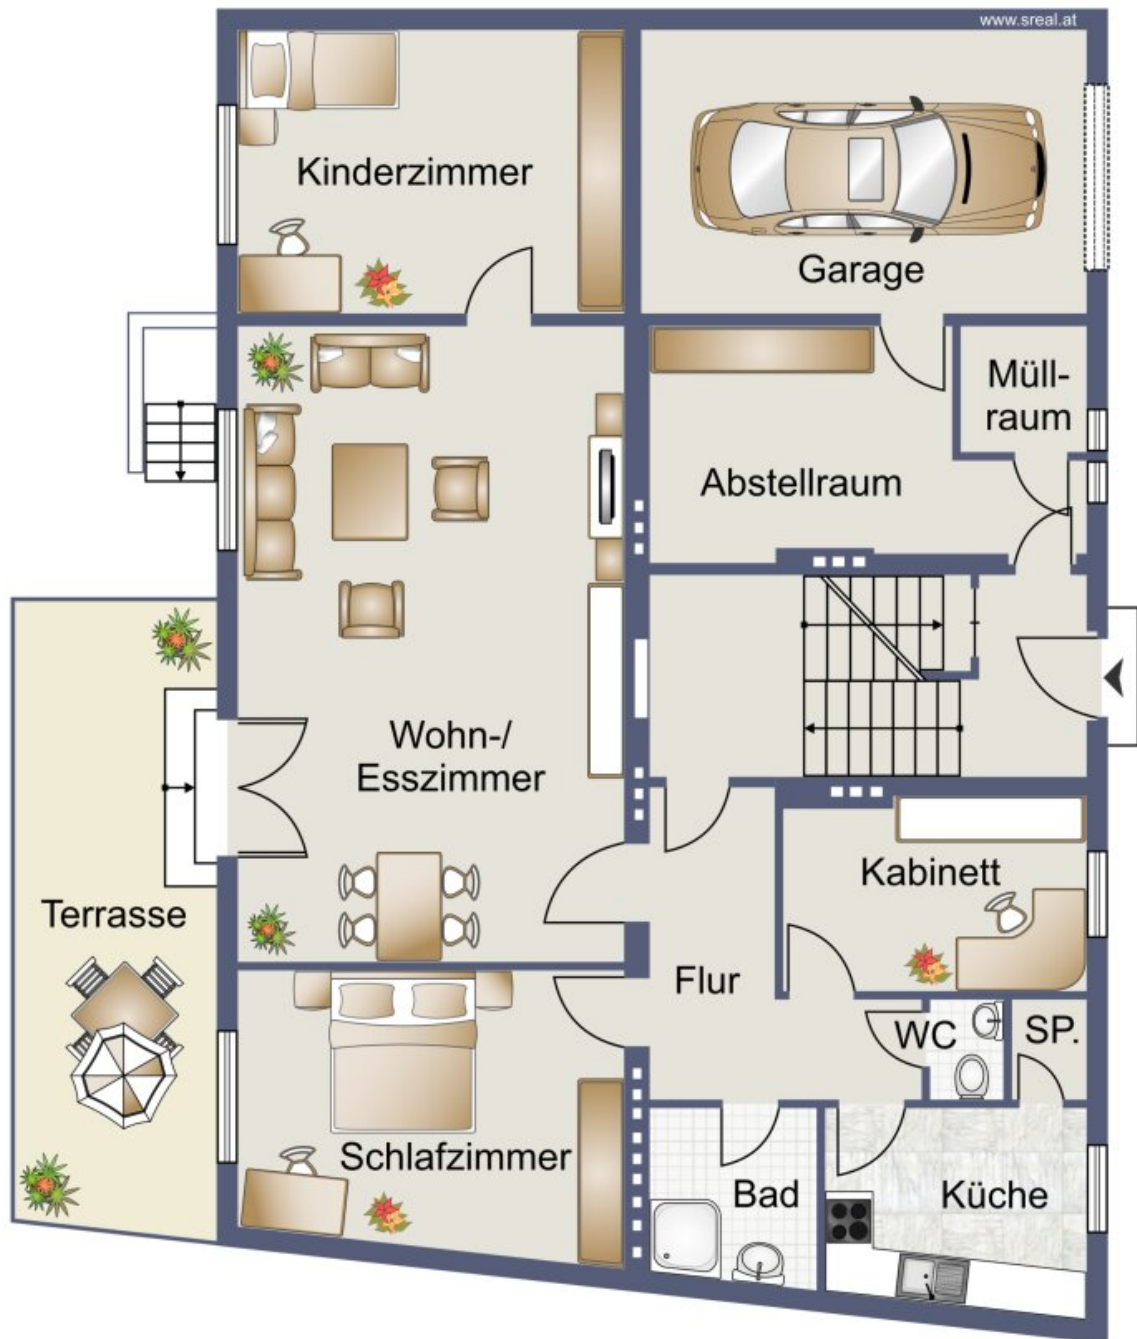 www.sreal.at
Kinderzimmer
Garage
Müll-
raum
Abstellraum
Wohn-/
Esszimmer
Kabinett
Terrasse
Flur
WC
SP.
Schlafzimmer
Bad
Küche